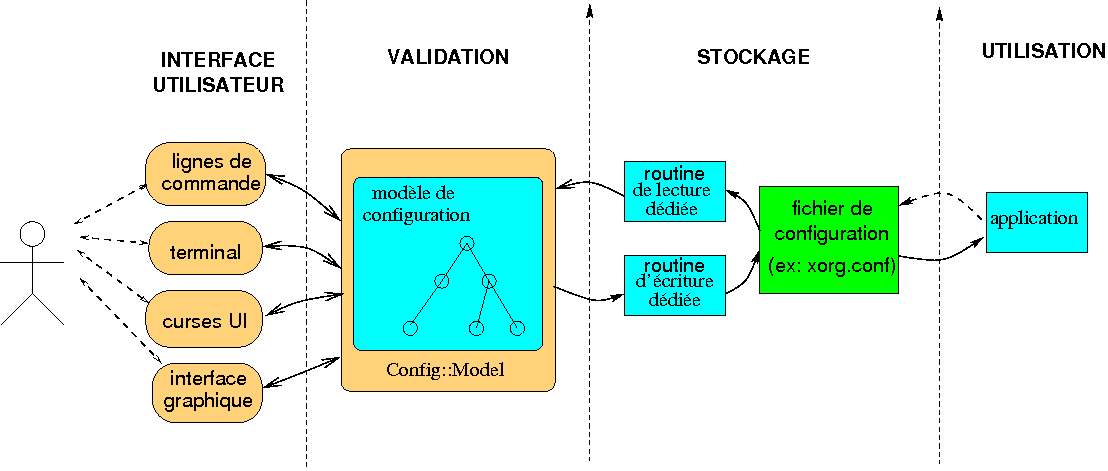 INTERFACE
UTILISATEUR
VALIDATION
STOCKAGE
UTILISATION
lignes de
commande
terminal
curses UI
interface
graphique
modèle de
configuration
Config::Model
routine
de lecture
dédiée
routine
d'écriture
dédiée
fichier de
configuration
(ex: xorg.conf)
application